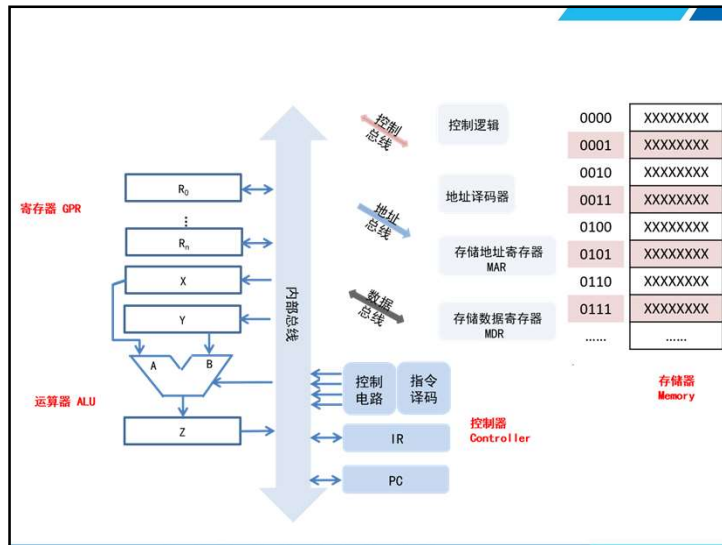 控制
总线
控制逻辑
0000 XXXXXXXX
0001 XXXXXXXX
0010 XXXXXXXX
0011 XXXXXXXX
0100 XXXXXXXX
0101 XXXXXXXX
0110 XXXXXXXX
0111 XXXXXXXX
…… ……
存储器
Memory
地址
总线
地址译码器
存储地址寄存器
MAR
数据
总线
存储数据寄存器
MDR
寄存器 GPR
R0
...
Rn
X
Y
A B
运算器 ALU
Z
内部总线
控制
电路
指令
译码
控制器
Controller
IR
PC